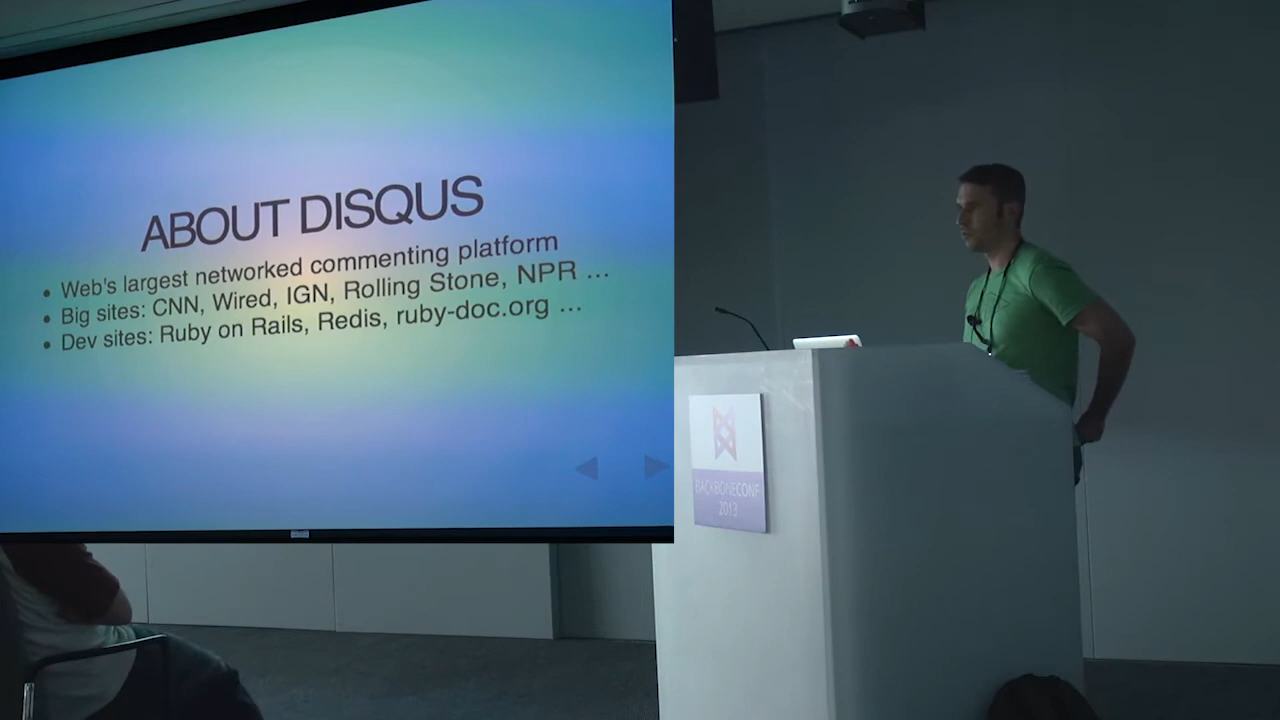 ABOUT DISQUS
• Web's largest networked commenting platform
• Big sites: CNN, Wired, IGN, Rolling Stone, NPR ...
• Dev sites: Ruby on Rails, Redis, ruby-doc.org ...
BACKBONECONF
2013